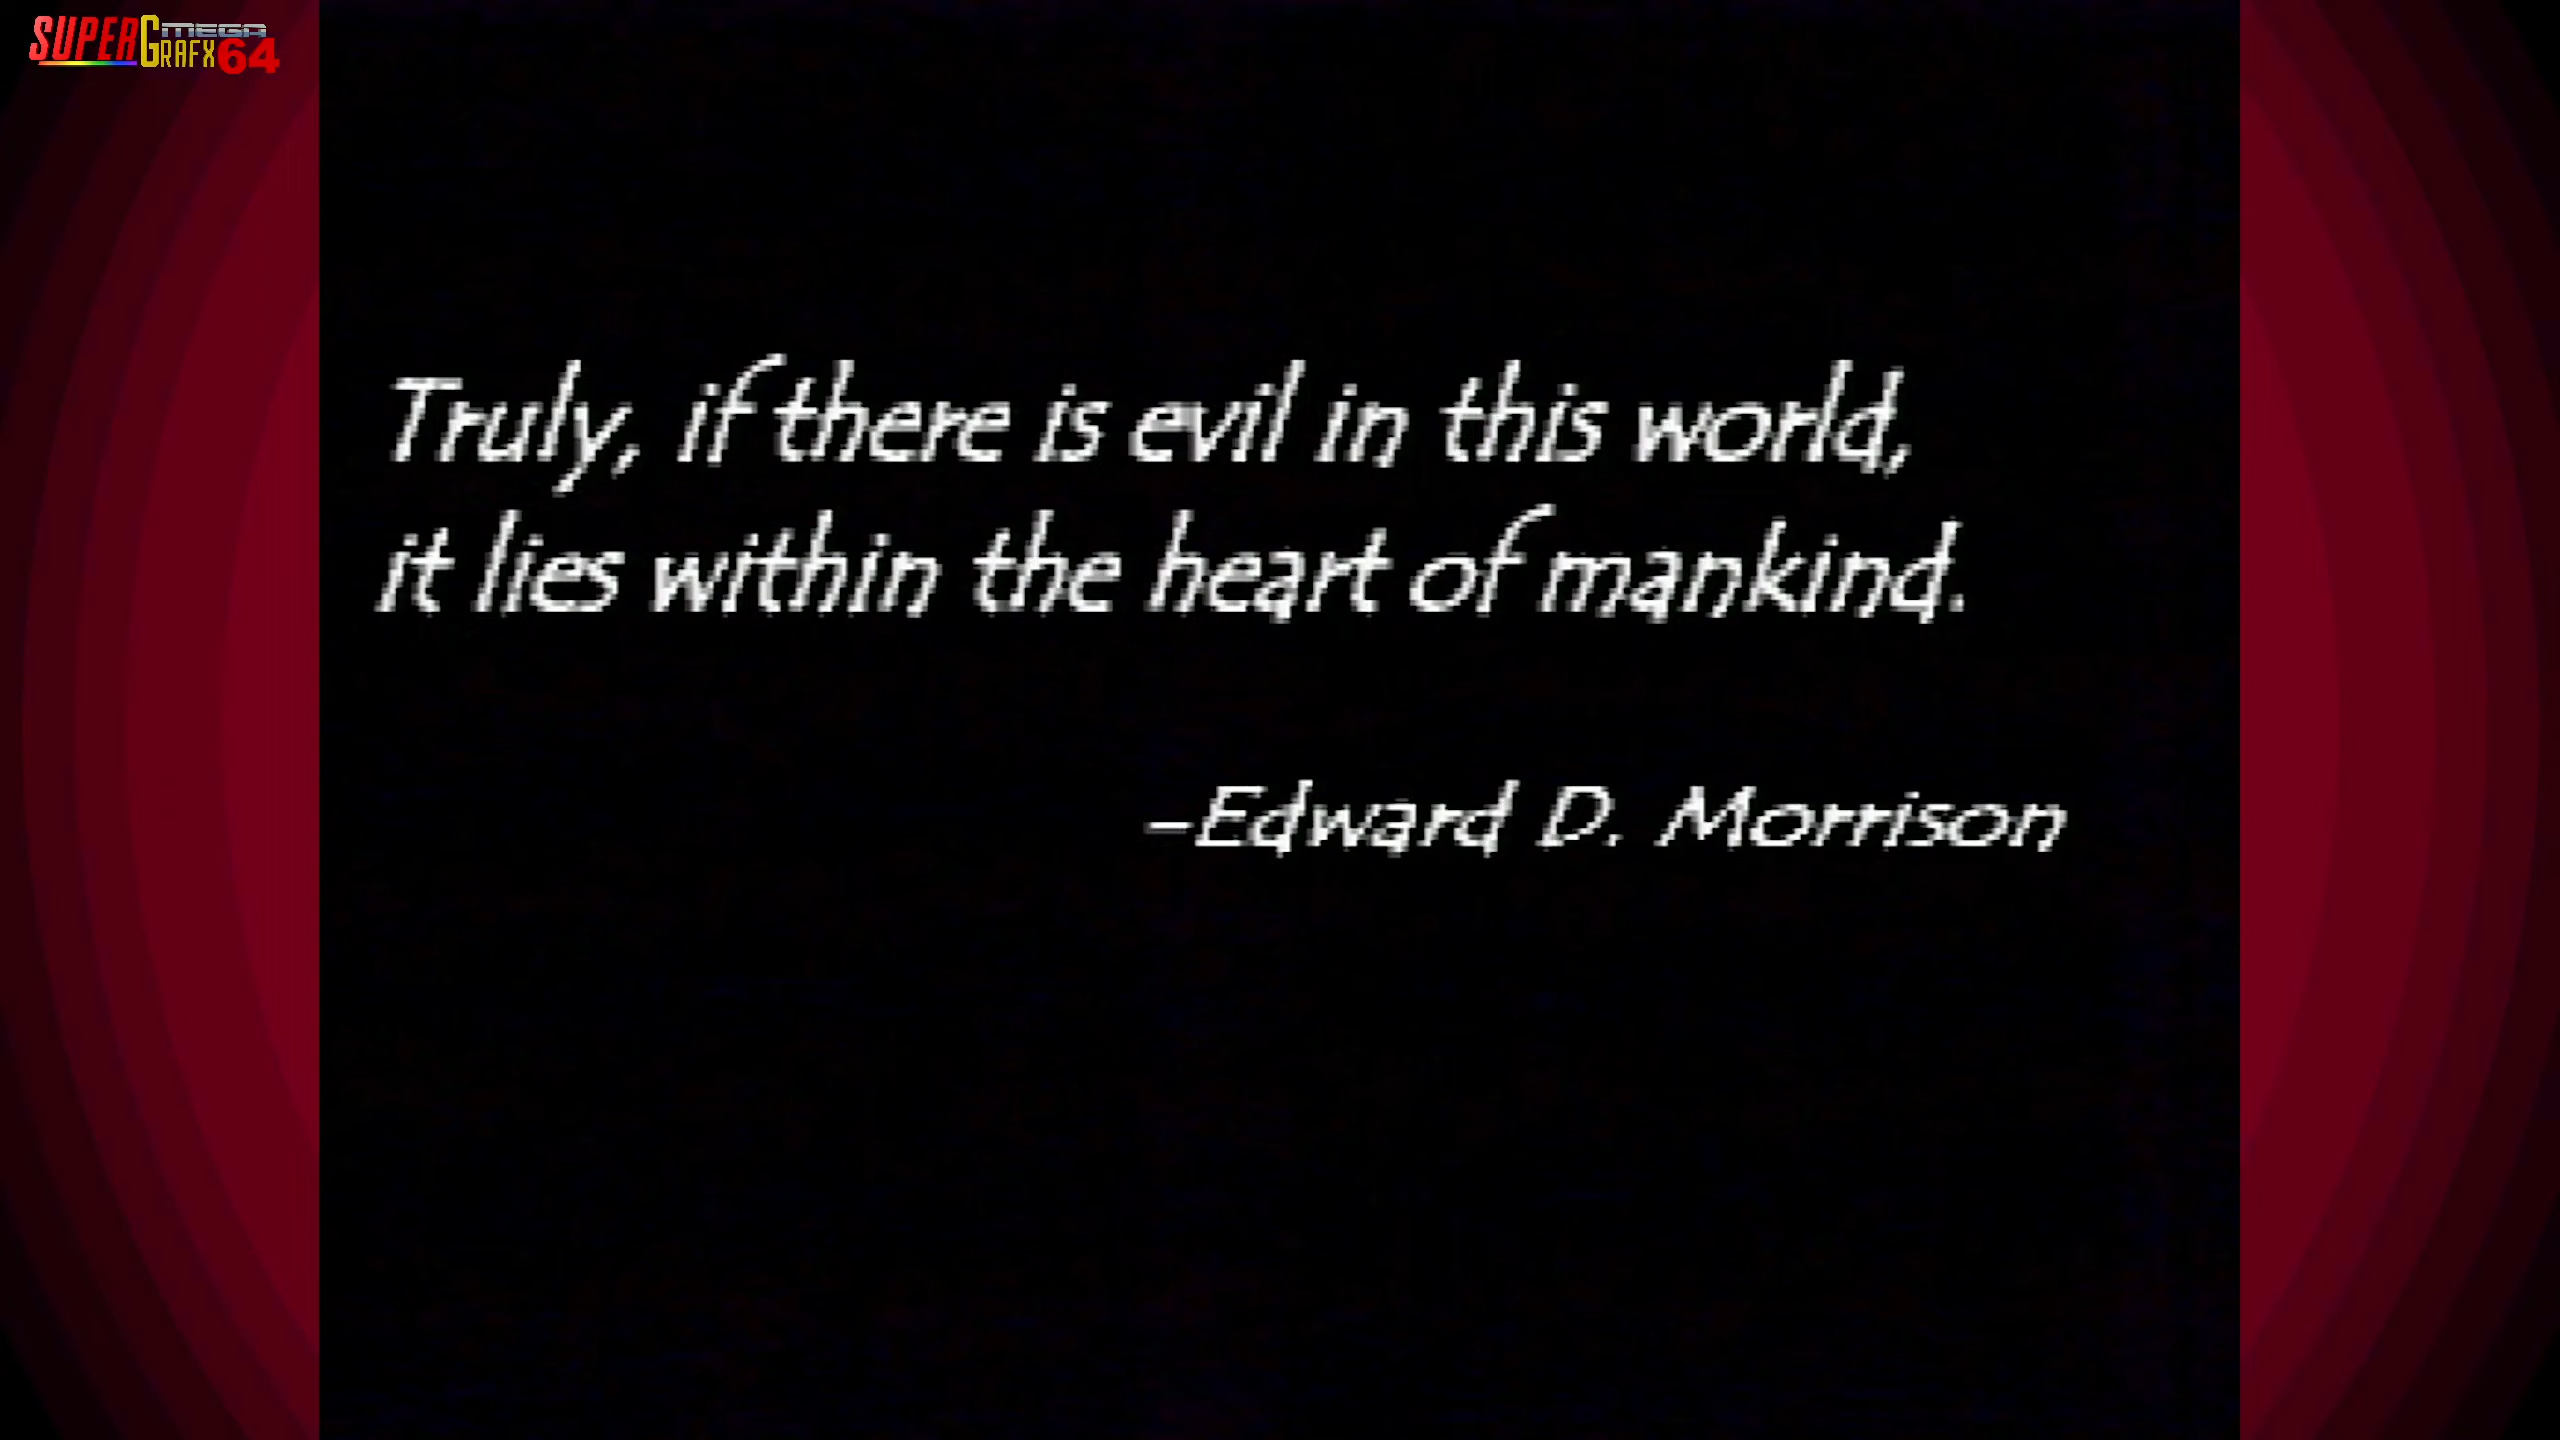 SUPER GRAFX MEGA 64
Truly, if there is evil in this world,
it lies within the heart of mankind.
–Edward D. Morrison